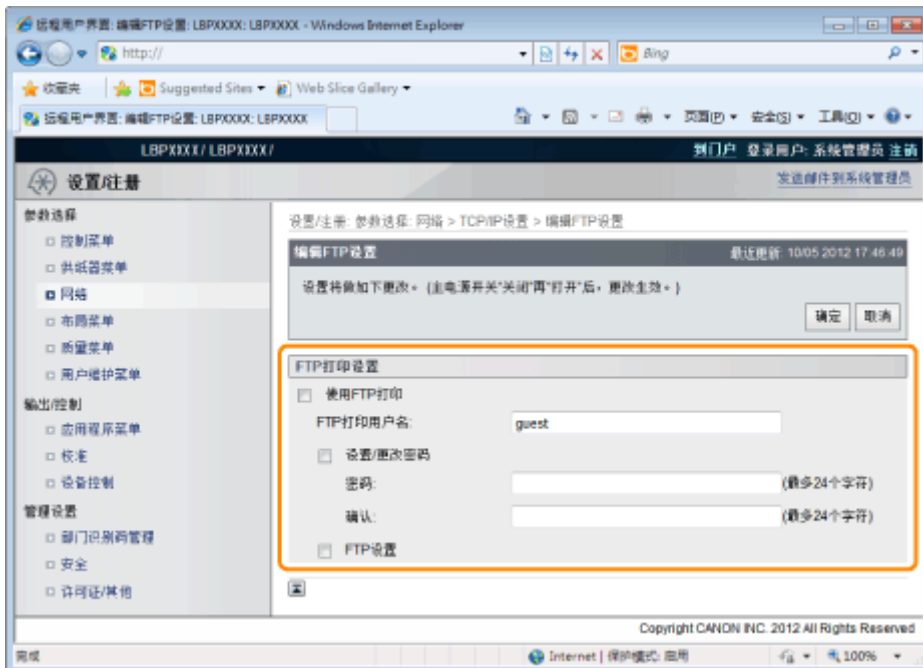 远程用户界面: 编辑FTP设置: LBPXXXX: LBPXXXX - Windows Internet Explorer
http://
Bing
收藏夹 Suggested Sites Web Slice Gallery
远程用户界面: 编辑FTP设置: LBPXXXX: LBPXXXX 页面(P) 安全(S) 工具(O)
LBPXXXX / LBPXXXX / 到门户 登录用户: 系统管理员 注销
设置/注册 发送邮件到系统管理员
参数选择
控制菜单
供纸器菜单
网络
布局菜单
质量菜单
用户维护菜单
输出/控制
应用程序菜单
校准
设备控制
管理设置
部门识别码管理
安全
许可证/其他
设置/注册: 参数选择: 网络 > TCP/IP设置 > 编辑FTP设置
编辑FTP设置 最近更新 10/05 2012 17:46:49
设置将做如下更改。(主电源开关"关闭"再"打开"后，更改生效。)
确定 取消
FTP打印设置
使用FTP打印
FTP打印用户名: guest
设置/更改密码
密码: (最多24个字符)
确认: (最多24个字符)
FTP设置
Copyright CANON INC. 2012 All Rights Reserved
完成 Internet | 保护模式: 启用 100%